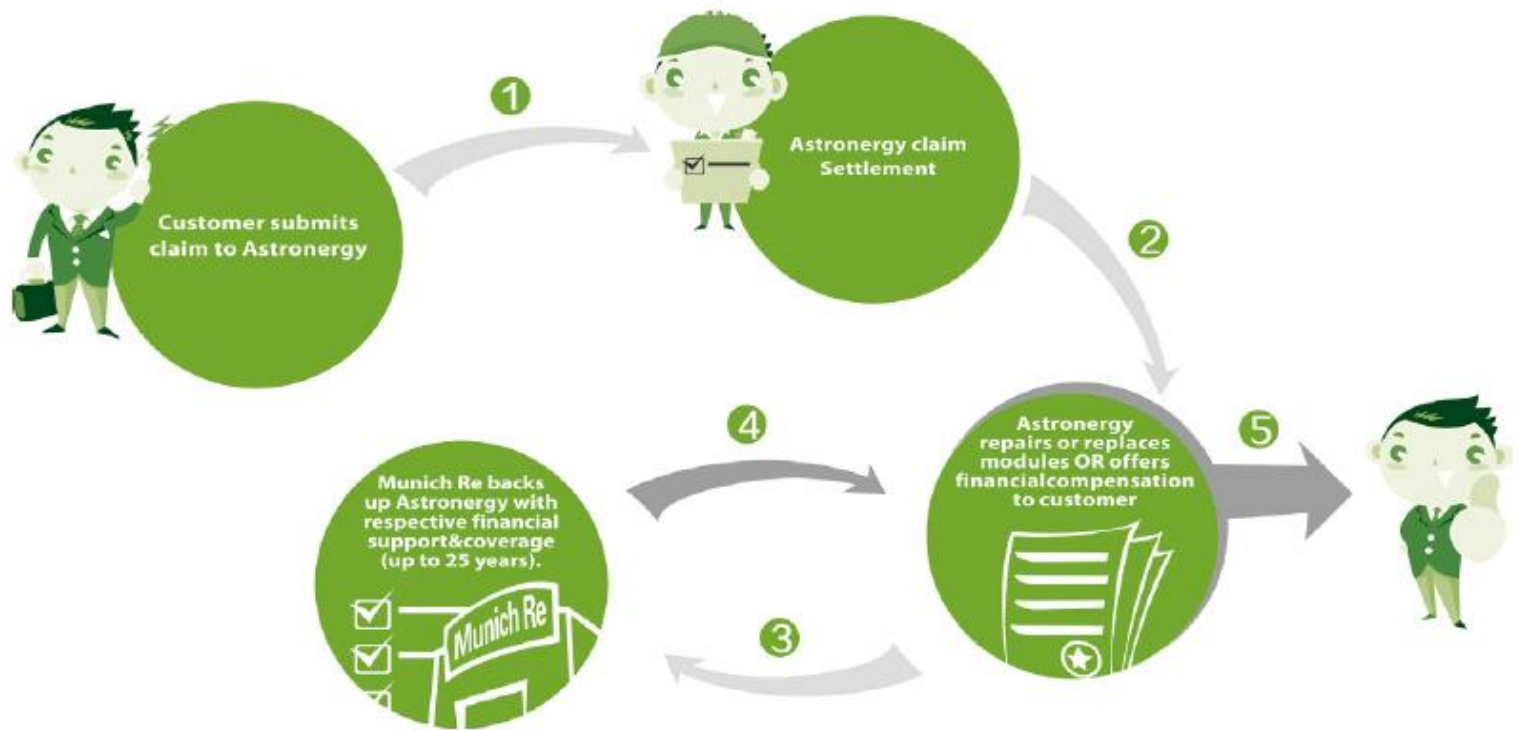 1
Customer submits
claim to Astronergy
Astronergy claim
Settlement
2
Astronergy
repairs or replaces
modules OR offers
financialcompensation
to customer
3
Munich Re backs
up Astronergy with
respective financial
support&coverage
(up to 25 years).
Munich Re
4
5